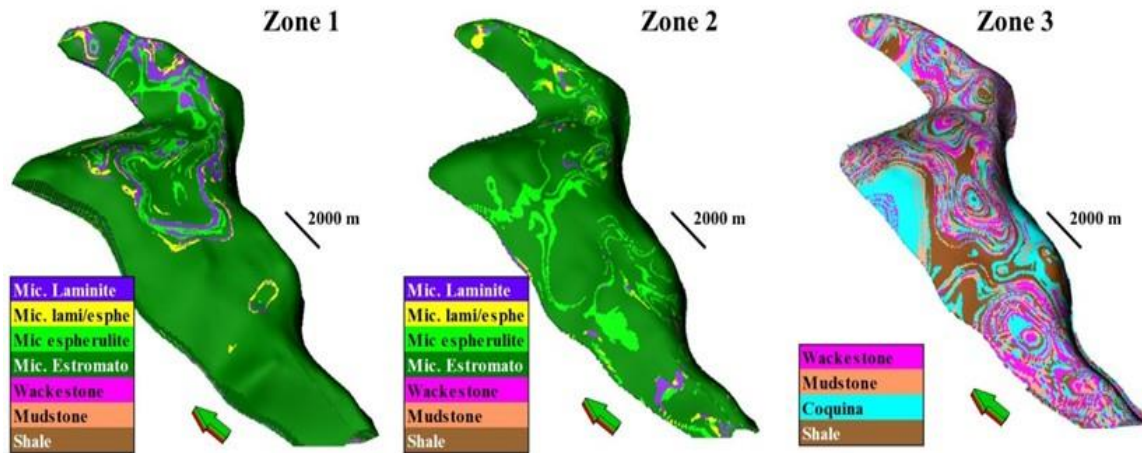 Zone 1
2000 m
Mic. Laminite
Mic. lami/esphe
Mic espherulite
Mic. Estromato
Wackestone
Mudstone
Shale
Zone 2
2000 m
Mic. Laminite
Mic. lami/esphe
Mic espherulite
Mic. Estromato
Wackestone
Mudstone
Shale
Zone 3
2000 m
Wackestone
Mudstone
Coquina
Shale